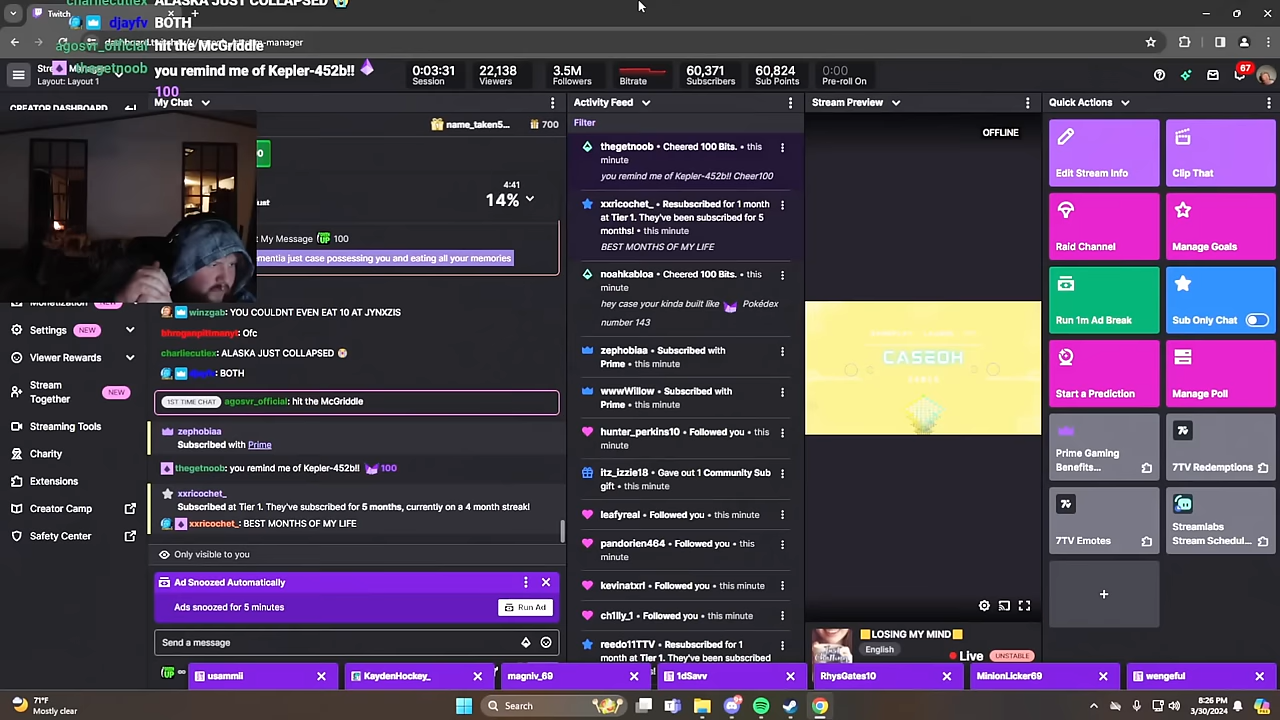 ALASKA JUST COLLAPSED
djayfv
BOTH
agosvr_official
hit the McGriddle
thegetnoob
you remind me of Kepler-452b!!
100
Twitch
Layout: Layout 1
0:03:31
Session
22,138
Viewers
3.5M
Followers
Bitrate
60,371
Subscribers
60,824
Sub Points
0:00
Pre-roll On
67
CREATOR DASHBOARD
My Chat
name_taken5...
700
4:41
14%
t My Message
100
ementia just case possessing you and eating all your memories
winzgab: YOU COULDNT EVEN EAT 10 AT JYNXZIS
Ofc
charliecutiex: ALASKA JUST COLLAPSED
djayfv: BOTH
1ST TIME CHAT
agosvr_official: hit the McGriddle
zephobiaa
Subscribed with Prime
thegetnoob: you remind me of Kepler-452b!! 100
xxricochet_
Subscribed at Tier 1. They've subscribed for 5 months, currently on a 4 month streak!
xxricochet_: BEST MONTHS OF MY LIFE
Only visible to you
Ad Snoozed Automatically
Ads snoozed for 5 minutes
Run Ad
Send a message
Monetization NEW
Settings NEW
Viewer Rewards
Stream
Together
NEW
Streaming Tools
Charity
Extensions
Creator Camp
Safety Center
Activity Feed
Filter
thegetnoob • Cheered 100 Bits. • this
minute
you remind me of Kepler-452b!! Cheer100
xxricochet_ • Resubscribed for 1
month at Tier 1. They've been subscribed for 5
months! • this minute
BEST MONTHS OF MY LIFE
noahkabloa • Cheered 100 Bits. • this
minute
hey case your kinda built like Pokédex
number 143
zephobiaa • Subscribed with
Prime • this minute
wwwWillow • Subscribed with
Prime • this minute
hunter_perkins10 • Followed you • this
minute
itz_izzie18 • Gave out 1 Community Sub
gift • this minute
leafyreal • Followed you • this minute
pandorien464 • Followed you • this
minute
kevinatxrl • Followed you • this minute
ch1lly_1 • Followed you • this minute
reedo11TTV • Resubscribed for 1
Stream Preview
OFFLINE
CASEOH
LOSING MY MIND
English
Live
UNSTABLE
Quick Actions
Edit Stream Info
Clip That
Raid Channel
Manage Goals
Run 1m Ad Break
Sub Only Chat
Start a Prediction
Manage Poll
Prime Gaming
Benefits...
7TV Redemptions
7TV Emotes
Streamlabs
Stream Schedul...
+
usammii
KaydenHockey_
magniv_69
1dSavv
RhysGates10
MinionLicker69
wengeful
71°F
Mostly clear
Search
8:26 PM
3/30/2024